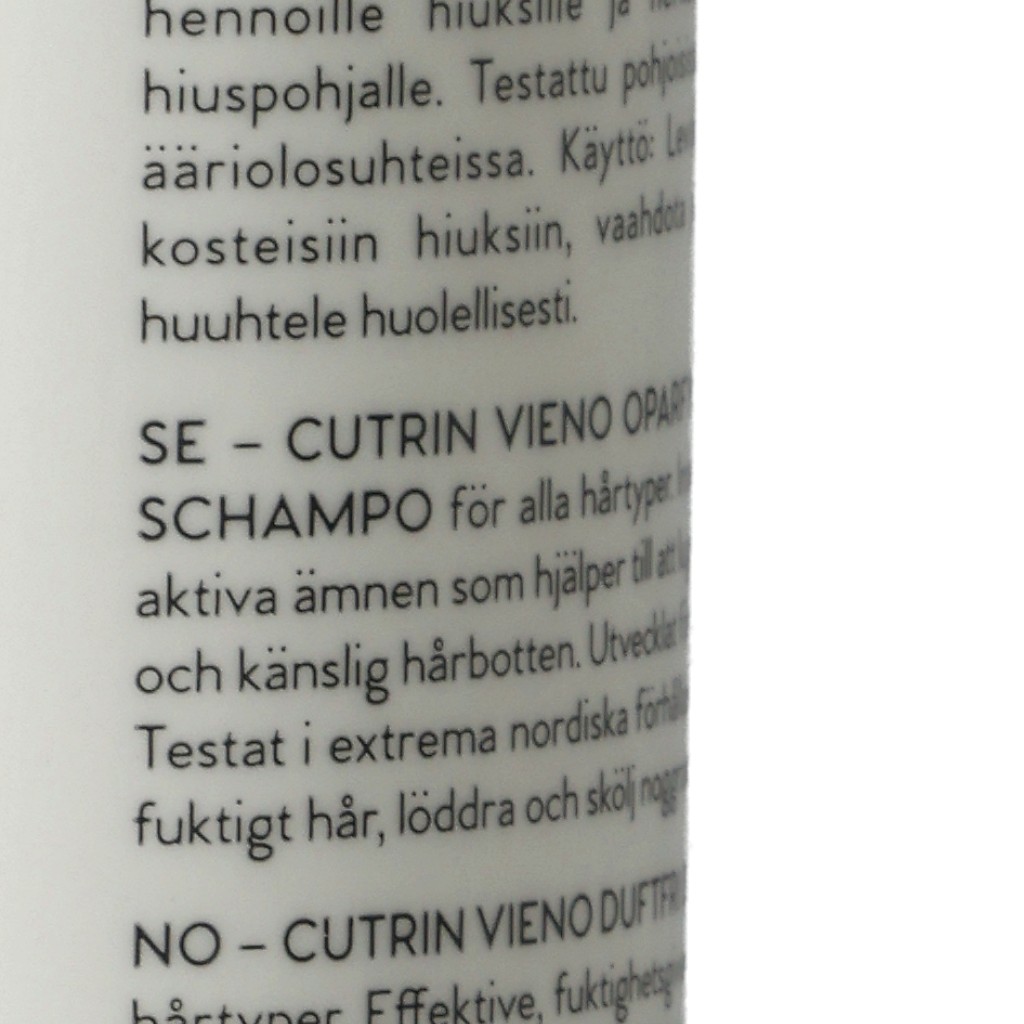 hennoille hiuksille ja
hiuspohjalle. Testattu
ääriolosuhteissa. Käyttö:
kosteisiin hiuksiin, vaahdota
huuhtele huolellisesti.
SE – CUTRIN VIENO
SCHAMPO för alla hårtyper.
aktiva ämnen som hjälper till att
och känslig hårbotten. Utvecklat
Testat i extrema nordiska
fuktigt hår, löddra och skölj
NO – CUTRIN VIENO
hårtyper. Effektive,